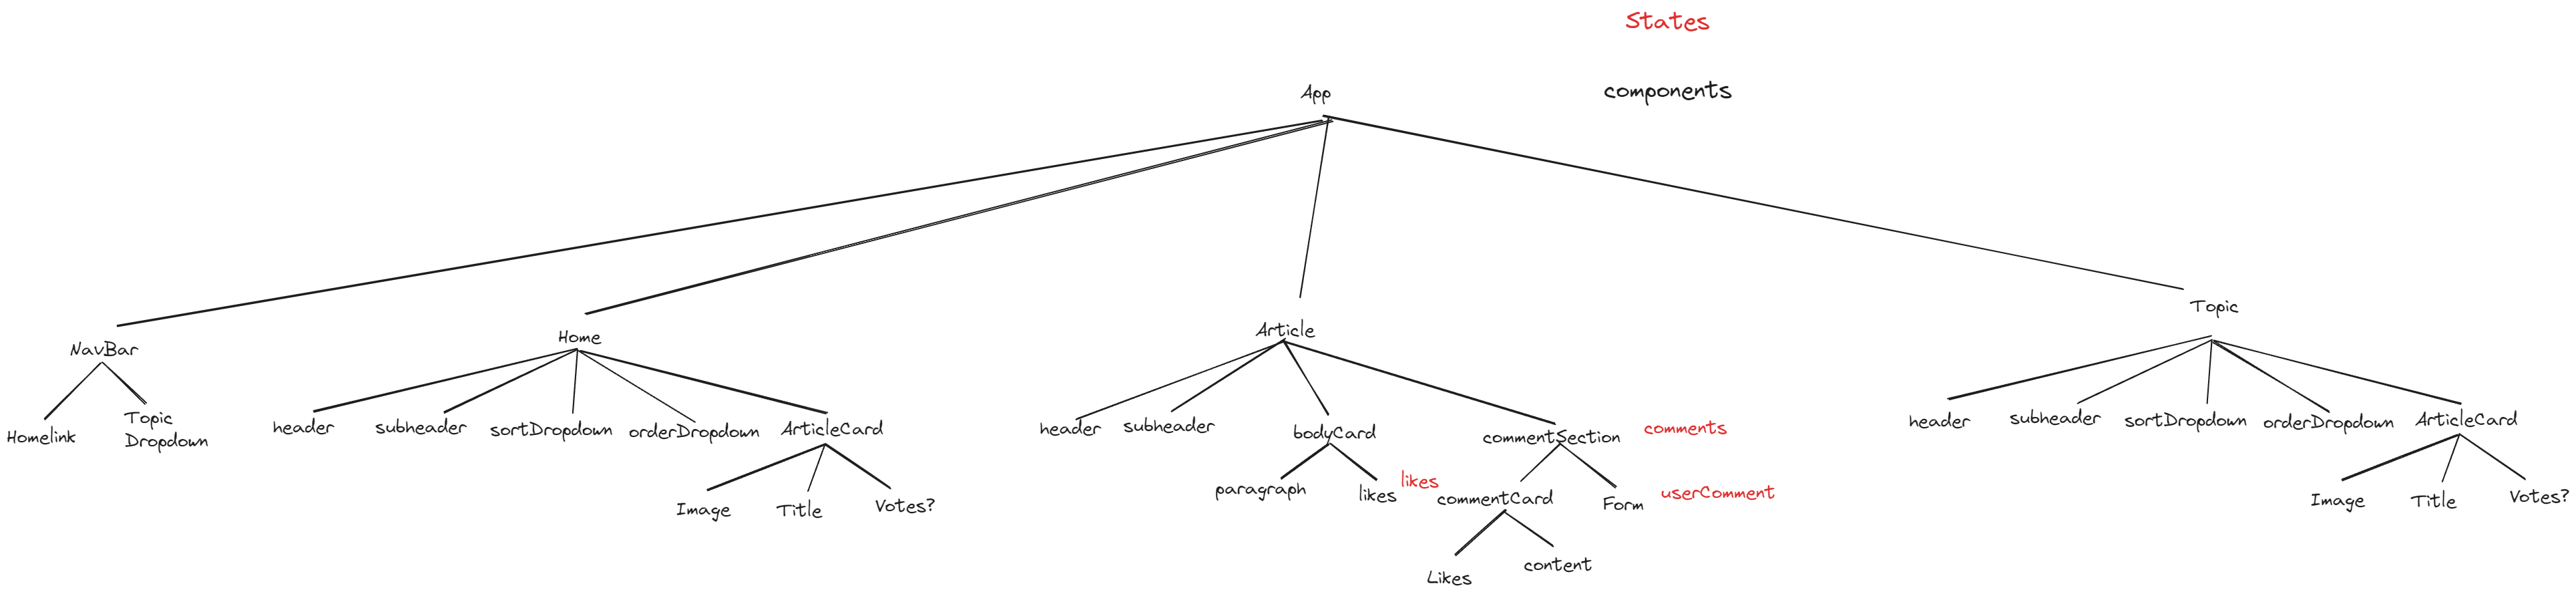 States
App
components
NavBar
Home
Article
Topic
Homelink
Topic
Dropdown
header
subheader
sortDropdown
orderDropdown
ArticleCard
Image
Title
Votes?
header
subheader
bodyCard
paragraph
likes
likes
commentSection
comments
commentCard
Form
userComment
Likes
content
header
subheader
sortDropdown
orderDropdown
ArticleCard
Image
Title
Votes?